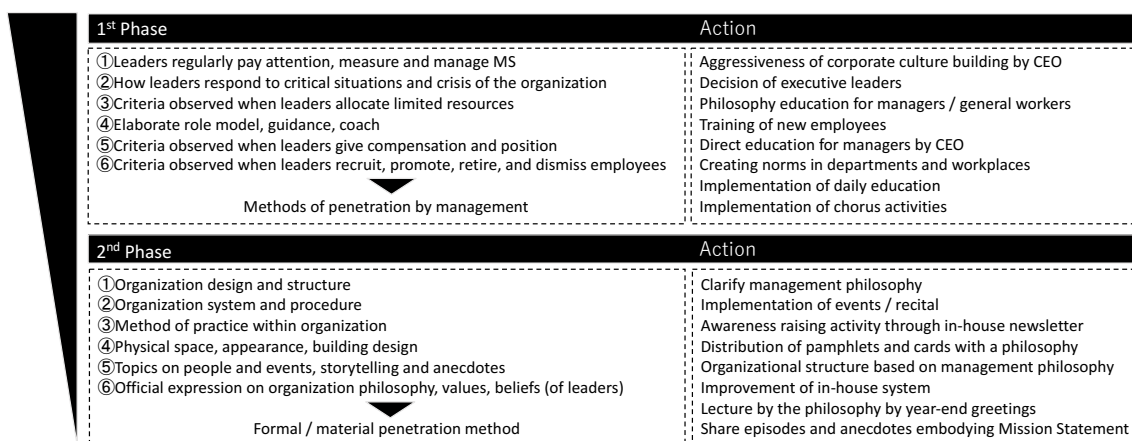 1st Phase
Action
①Leaders regularly pay attention, measure and manage MS
②How leaders respond to critical situations and crisis of the organization
③Criteria observed when leaders allocate limited resources
④Elaborate role model, guidance, coach
⑤Criteria observed when leaders give compensation and position
⑥Criteria observed when leaders recruit, promote, retire, and dismiss employees
Methods of penetration by management
Aggressiveness of corporate culture building by CEO
Decision of executive leaders
Philosophy education for managers / general workers
Training of new employees
Direct education for managers by CEO
Creating norms in departments and workplaces
Implementation of daily education
Implementation of chorus activities
2nd Phase
Action
①Organization design and structure
②Organization system and procedure
③Method of practice within organization
④Physical space, appearance, building design
⑤Topics on people and events, storytelling and anecdotes
⑥Official expression on organization philosophy, values, beliefs (of leaders)
Formal / material penetration method
Clarify management philosophy
Implementation of events / recital
Awareness raising activity through in-house newsletter
Distribution of pamphlets and cards with a philosophy
Organizational structure based on management philosophy
Improvement of in-house system
Lecture by the philosophy by year-end greetings
Share episodes and anecdotes embodying Mission Statement